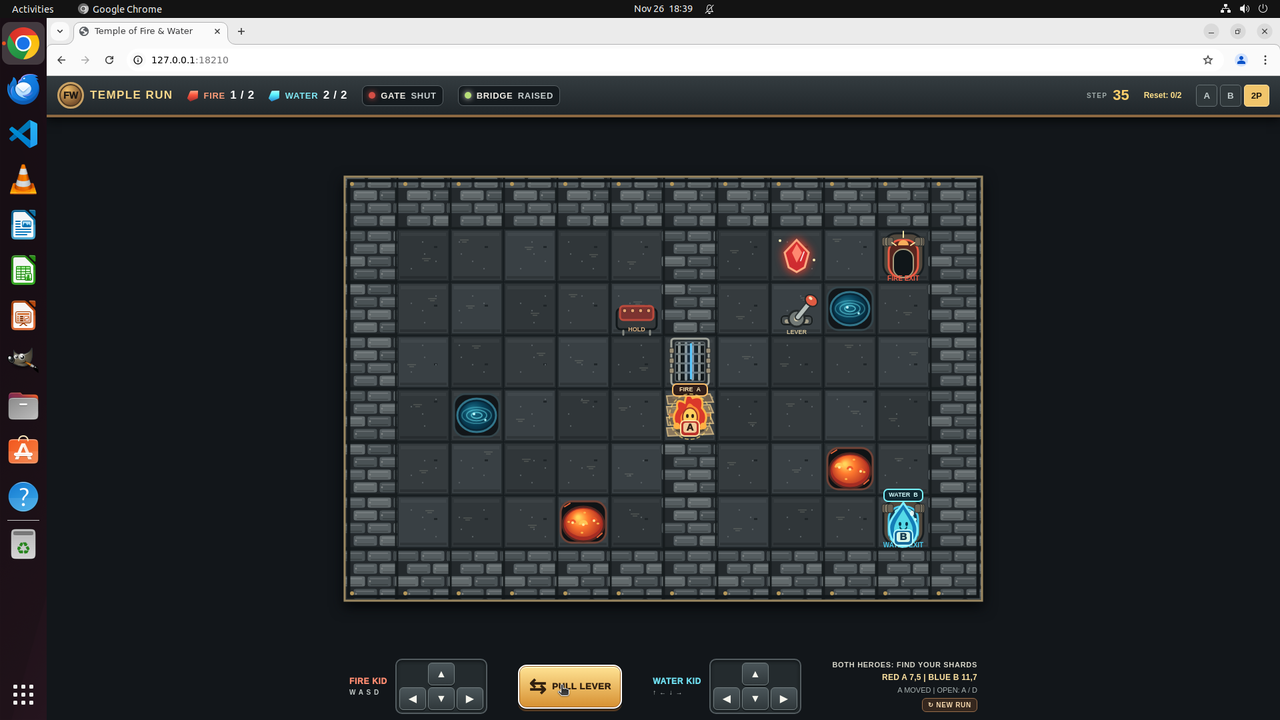 Activities
Google Chrome
Nov 26 18:39
Temple of Fire & Water
127.0.0.1:18210
FW
TEMPLE RUN
FIRE 1 / 2
WATER 2 / 2
GATE SHUT
BRIDGE RAISED
STEP 35
Reset: 0/2
A
B
2P
FIRE EXIT
HOLD
LEVER
FIRE A
A
WATER B
B
WATER EXIT
FIRE KID
W A S D
PULL LEVER
WATER KID
↑ ← ↓ →
BOTH HEROES: FIND YOUR SHARDS
RED A 7,5 | BLUE B 11,7
A MOVED | OPEN: A / D
↻ NEW RUN